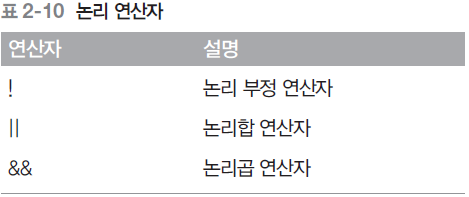 표 2-10 논리 연산자
연산자 설명
! 논리 부정 연산자
|| 논리합 연산자
&& 논리곱 연산자